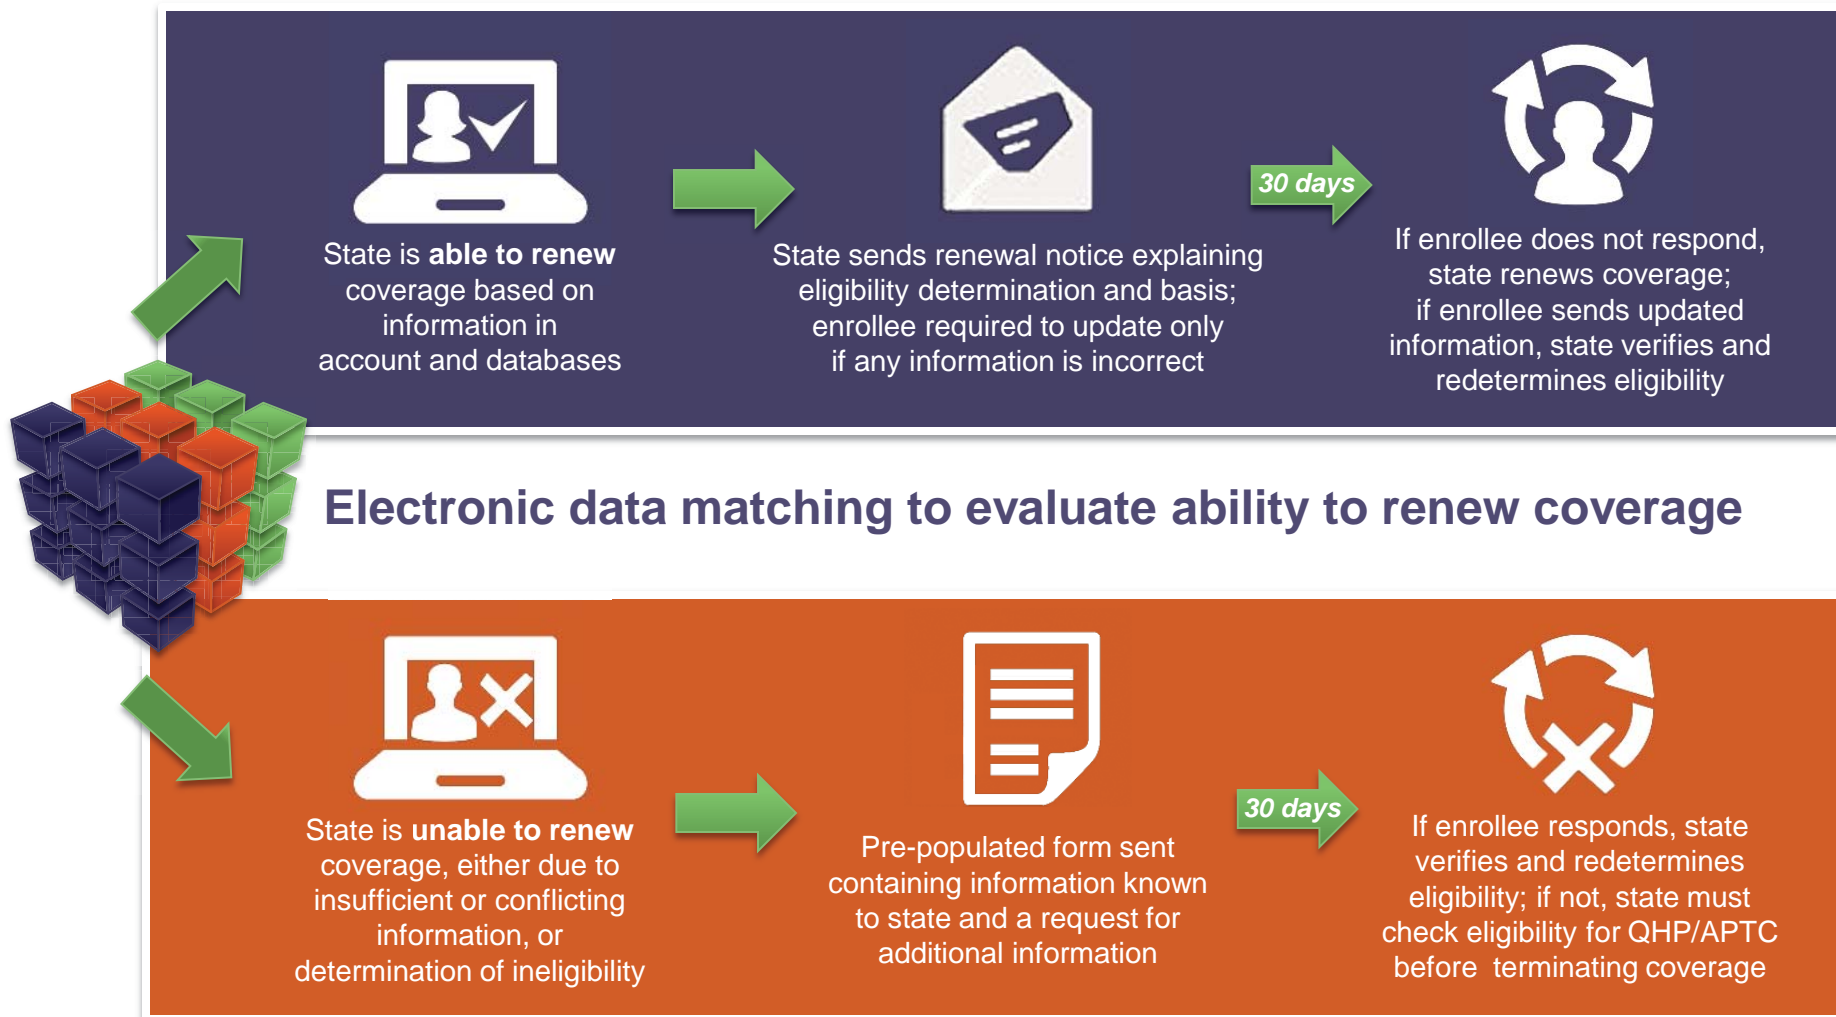 State is able to renew
coverage based on
information in
account and databases
State sends renewal notice explaining
eligibility determination and basis;
enrollee required to update only
if any information is incorrect
30 days
If enrollee does not respond,
state renews coverage;
if enrollee sends updated
information, state verifies and
redetermines eligibility
Electronic data matching to evaluate ability to renew coverage
State is unable to renew
coverage, either due to
insufficient or conflicting
information, or
determination of ineligibility
Pre-populated form sent
containing information known
to state and a request for
additional information
30 days
If enrollee responds, state
verifies and redetermines
eligibility; if not, state must
check eligibility for QHP/APTC
before terminating coverage